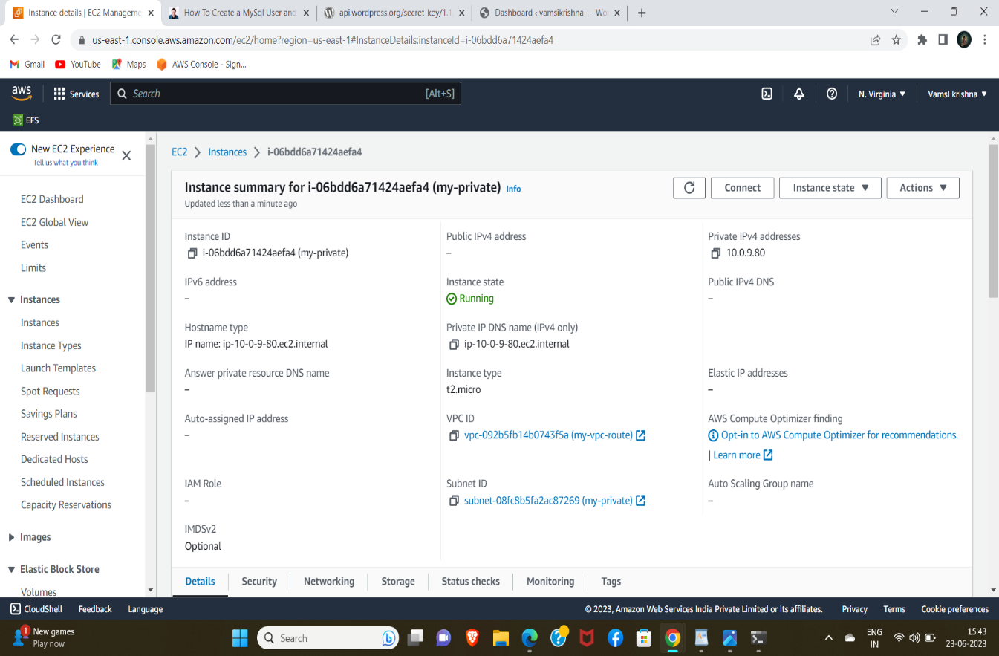 Instance details | EC2 Manageme
How To Create a MySql User and
api.wordpress.org/secret-key/1.1
Dashboard ‹ vamsikrishna — Wo
us-east-1.console.aws.amazon.com/ec2/home?region=us-east-1#InstanceDetails:instanceId=i-06bdd6a71424aefa4
Gmail
YouTube
Maps
AWS Console - Sign...
aws
Services
Search
[Alt+S]
N. Virginia
VamsI krishna
EFS
New EC2 Experience
Tell us what you think
EC2 Dashboard
EC2 Global View
Events
Limits
Instances
Instances
Instance Types
Launch Templates
Spot Requests
Savings Plans
Reserved Instances
Dedicated Hosts
Scheduled Instances
Capacity Reservations
Images
Elastic Block Store
Volumes
EC2
Instances
i-06bdd6a71424aefa4
Instance summary for i-06bdd6a71424aefa4 (my-private) Info
Updated less than a minute ago
Connect
Instance state
Actions
Instance ID
i-06bdd6a71424aefa4 (my-private)
Public IPv4 address
–
Private IPv4 addresses
10.0.9.80
IPv6 address
–
Instance state
Running
Public IPv4 DNS
–
Hostname type
IP name: ip-10-0-9-80.ec2.internal
Private IP DNS name (IPv4 only)
ip-10-0-9-80.ec2.internal
Answer private resource DNS name
–
Instance type
t2.micro
Elastic IP addresses
–
Auto-assigned IP address
–
VPC ID
vpc-092b5fb14b0743f5a (my-vpc-route)
AWS Compute Optimizer finding
Opt-in to AWS Compute Optimizer for recommendations.
| Learn more
IAM Role
–
Subnet ID
subnet-08fc8b5fa2ac87269 (my-private)
Auto Scaling Group name
–
IMDSv2
Optional
Details
Security
Networking
Storage
Status checks
Monitoring
Tags
CloudShell
Feedback
Language
© 2023, Amazon Web Services India Private Limited or its affiliates.
Privacy
Terms
Cookie preferences
1
New games
Play now
Search
ENG
IN
15:43
23-06-2023